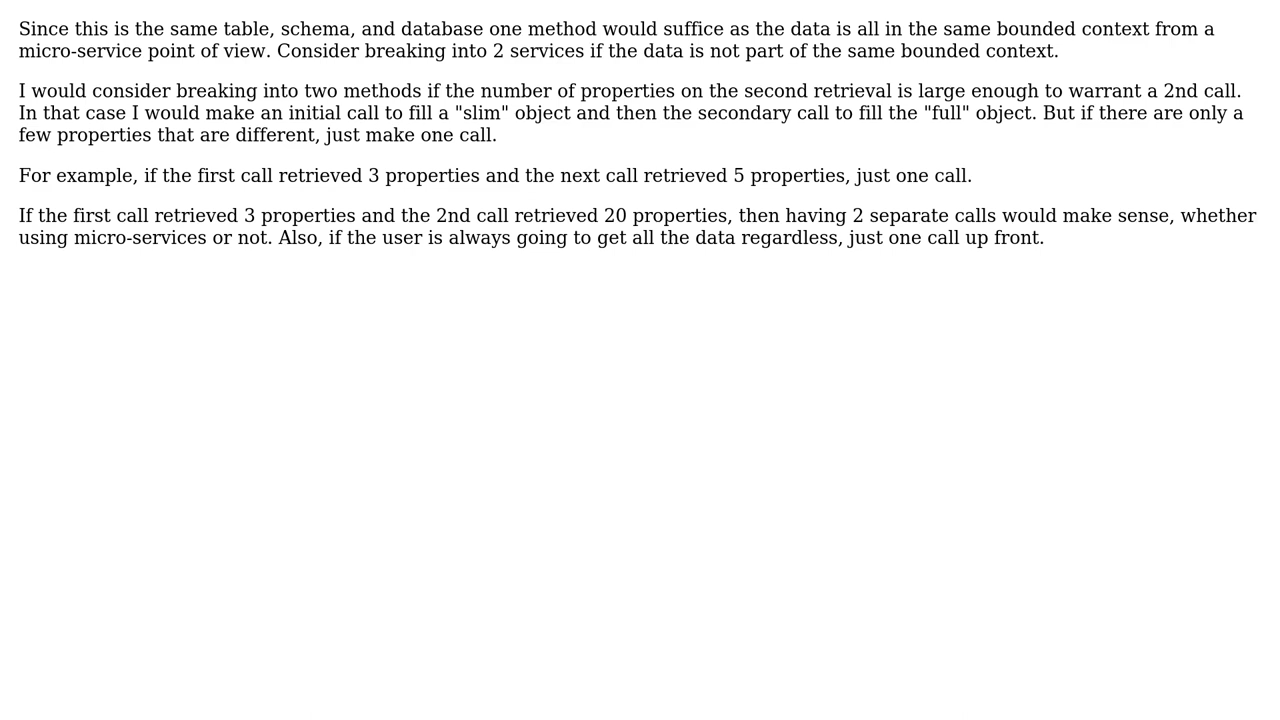 Since this is the same table, schema, and database one method would suffice as the data is all in the same bounded context from a
micro-service point of view. Consider breaking into 2 services if the data is not part of the same bounded context.
I would consider breaking into two methods if the number of properties on the second retrieval is large enough to warrant a 2nd call.
In that case I would make an initial call to fill a "slim" object and then the secondary call to fill the "full" object. But if there are only a
few properties that are different, just make one call.
For example, if the first call retrieved 3 properties and the next call retrieved 5 properties, just one call.
If the first call retrieved 3 properties and the 2nd call retrieved 20 properties, then having 2 separate calls would make sense, whether
using micro-services or not. Also, if the user is always going to get all the data regardless, just one call up front.